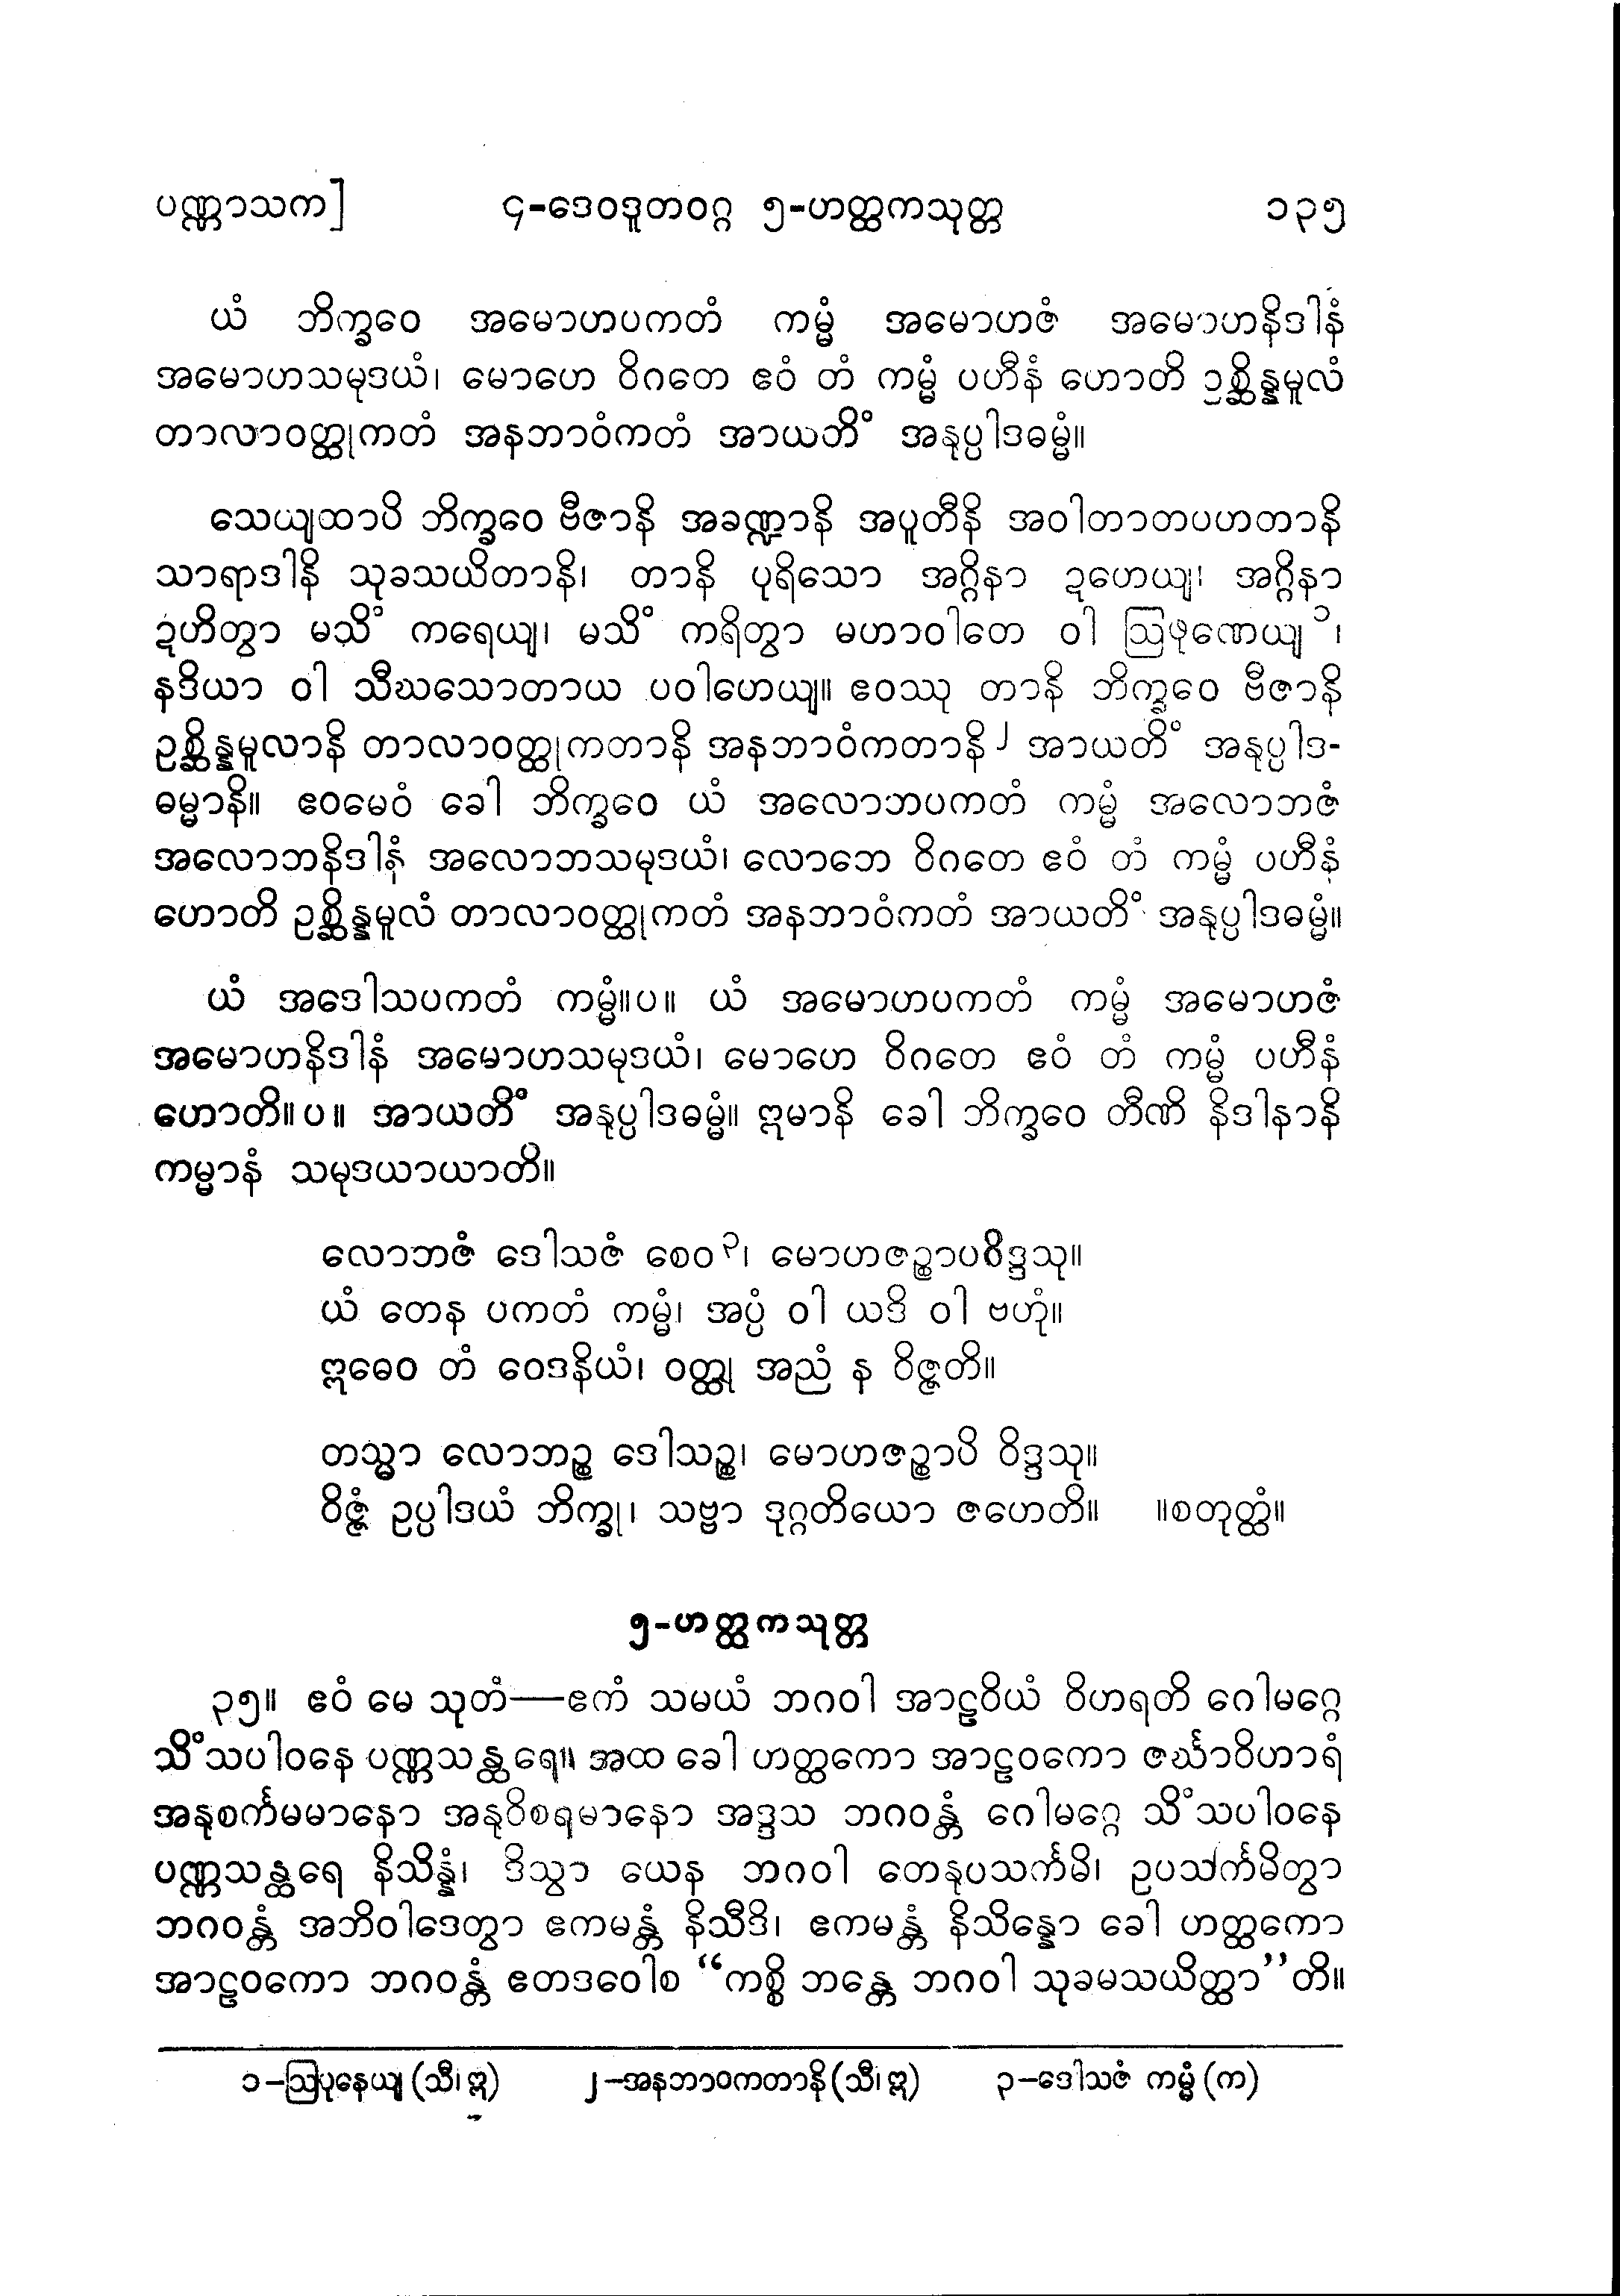 ပဏ္ဏာသက] ၄-ဒေဝဒူတဝဂ္ဂ ၅-ဟတ္ထကသုတ္တ ၁၃၅
ယံ ဘိက္ခဝေ အမောဟပကတံ ကမ္မံ အမောဟဇံ အမောဟနိဒါနံ
အမောဟသမုဒယံ၊ မောဟေ ဝိဂတေ ဧဝံ တံ ကမ္မံ ပဟီနံ ဟောတိ ဥစ္ဆိန္နမူလံ
တာလာဝတ္ထုကတံ အနဘာဝံကတံ အာယတိံ အနုပ္ပါဒဓမ္မံ။
သေယျထာပိ ဘိက္ခဝေ ဗီဇာနိ အခဏ္ဍာနိ အပူတီနိ အဝါတာတပဟတာနိ
သာရာဒါနိ သုခသယိတာနိ၊ တာနိ ပုရိသော အဂ္ဂိနာ ဍဟေယျ၊ အဂ္ဂိနာ
ဍဟိတွာ မသိံ ကရေယျ၊ မသိံ ကရိတွာ မဟာဝါတေ ဝါ ဩဖုဏေယျ၁၊
နဒိယာ ဝါ သီဃသောတာယ ပဝါဟေယျ။ ဧဝဿု တာနိ ဘိက္ခဝေ ဗီဇာနိ
ဥစ္ဆိန္နမူလာနိ တာလာဝတ္ထုကတာနိ အနဘာဝံကတာနိ၂ အာယတိံ အနုပ္ပါဒ-
ဓမ္မာနိ။ ဧဝမေဝံ ခေါ ဘိက္ခဝေ ယံ အလောဘပကတံ ကမ္မံ အလောဘဇံ
အလောဘနိဒါနံ အလောဘသမုဒယံ၊ လောဘေ ဝိဂတေ ဧဝံ တံ ကမ္မံ ပဟီနံ
ဟောတိ ဥစ္ဆိန္နမူလံ တာလာဝတ္ထုကတံ အနဘာဝံကတံ အာယတိံ အနုပ္ပါဒဓမ္မံ။
ယံ အဒေါသပကတံ ကမ္မံ။ပ။ ယံ အမောဟပကတံ ကမ္မံ အမောဟဇံ
အမောဟနိဒါနံ အမောဟသမုဒယံ၊ မောဟေ ဝိဂတေ ဧဝံ တံ ကမ္မံ ပဟီနံ
ဟောတိ။ပ။ အာယတိံ အနုပ္ပါဒဓမ္မံ။ ဣမာနိ ခေါ ဘိက္ခဝေ တီဏိ နိဒါနာနိ
ကမ္မာနံ သမုဒယာယာတိ။
လောဘဇံ ဒေါသဇံ စေဝ၃၊ မောဟဇဉ္စာပဝိဒ္ဒသု။
ယံ တေန ပကတံ ကမ္မံ၊ အပ္ပံ ဝါ ယဒိ ဝါ ဗဟုံ။
ဣဓေဝ တံ ဝေဒနိယံ၊ ဝတ္ထု အညံ န ဝိဇ္ဇတိ။
တသ္မာ လောဘဉ္စ ဒေါသဉ္စ၊ မောဟဇဉ္စာပိ ဝိဒ္ဒသု။
ဝိဇ္ဇံ ဥပ္ပါဒယံ ဘိက္ခု၊ သဗ္ဗာ ဒုဂ္ဂတိယော ဇဟေတိ။ ။စတုတ္ထံ။
၅-ဟတ္ထကသုတ္တ
၃၅။ ဧဝံ မေ သုတံ—ဧကံ သမယံ ဘဂဝါ အာဠဝိယံ ဝိဟရတိ ဂေါမဂ္ဂေ
သိံသပါဝနေ ပဏ္ဏသန္ထရေ။ အထ ခေါ ဟတ္ထကော အာဠဝကော ဇင်္ဃာဝိဟာရံ
အနုစင်္ကမမာနော အနုဝိစရမာနော အဒ္ဒသ ဘဂဝန္တံ ဂေါမဂ္ဂေ သိံသပါဝနေ
ပဏ္ဏသန္ထရေ နိသိန္နံ၊ ဒိသွာ ယေန ဘဂဝါ တေနုပသင်္ကမိ၊ ဥပသင်္ကမိတွာ
ဘဂဝန္တံ အဘိဝါဒေတွာ ဧကမန္တံ နိသီဒိ၊ ဧကမန္တံ နိသိန္နော ခေါ ဟတ္ထကော
အာဠဝကော ဘဂဝန္တံ ဧတဒဝေါစ “ကစ္စိ ဘန္တေ ဘဂဝါ သုခမသယိတ္ထာ”တိ။
၁–ဩပုနေယျ (သီ၊ ဣ) ၂–အနဘာဝကတာနိ (သီ၊ ဣ) ၃–ဒေါသဇံ ကမ္မံ (က)